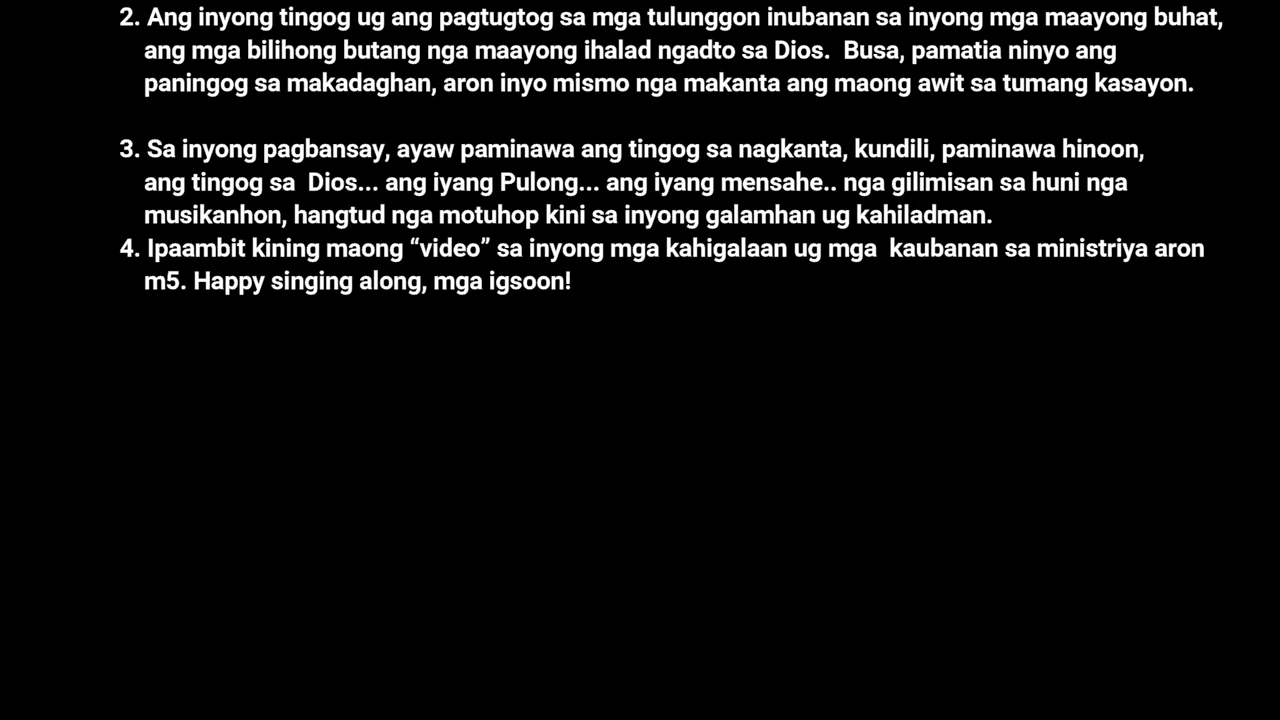 2. Ang inyong tingog ug ang pagtugtog sa mga tulunggon inubanan sa inyong mga maayong buhat,
ang mga bilihong butang nga maayong ihalad ngadto sa Dios.  Busa, pamatia ninyo ang
paningog sa makadaghan, aron inyo mismo nga makanta ang maong awit sa tumang kasayon.
3. Sa inyong pagbansay, ayaw paminawa ang tingog sa nagkanta, kundili, paminawa hinoon,
ang tingog sa  Dios... ang iyang Pulong... ang iyang mensahe.. nga gilimisan sa huni nga
musikanhon, hangtud nga motuhop kini sa inyong galamhan ug kahiladman.
4. Ipaambit kining maong “video” sa inyong mga kahigalaan ug mga  kaubanan sa ministriya aron
m5. Happy singing along, mga igsoon!